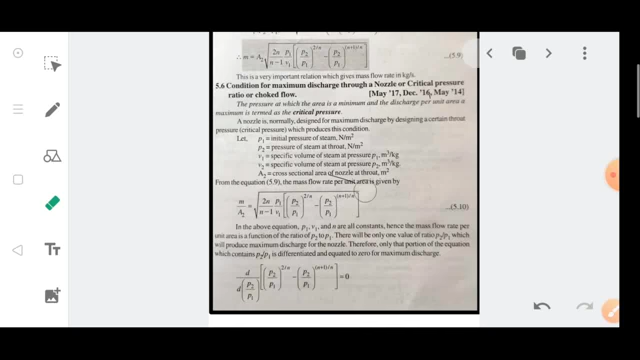 ∴ m = A₂ √( (2n/(n−1)) (p₁/v₁) [ (p₂/p₁)^(2/n) − (p₂/p₁)^((n+1)/n) ] ) ...(5.9)
This is a very important relation which gives mass flow rate in kg/s.
5.6 Condition for maximum discharge through a Nozzle or Critical pressure
ratio or choked flow. [May '17, Dec. '16, May '14]
The pressure at which the area is a minimum and the discharge per unit area a
maximum is termed as the critical pressure.
A nozzle is, normally, designed for maximum discharge by designing a certain throat
pressure (critical pressure) which produces this condition.
Let, p₁ = initial pressure of steam, N/m²
p₂ = pressure of steam at throat, N/m²
v₁ = specific volume of steam at pressure p₁, m³/kg
v₂ = specific volume of steam at pressure p₂, m³/kg
A₂ = cross sectional area of nozzle at throat, m²
From the equation (5.9), the mass flow rate per unit area is given by
m/A₂ = √( (2n/(n−1)) (p₁/v₁) [ (p₂/p₁)^(2/n) − (p₂/p₁)^((n+1)/n) ] ) ...(5.10)
In the above equation, p₁, v₁, and n are all constants, hence the mass flow rate per
unit area is a function of the ratio of p₂ to p₁. There will be only one value of ratio p₂/p₁ which
will produce maximum discharge for the nozzle. Therefore, only that portion of the equation
which contains p₂/p₁ is differentiated and equated to zero for maximum discharge.
d/d(p₂/p₁) [ (p₂/p₁)^(2/n) − (p₂/p₁)^((n+1)/n) ] = 0
Tт